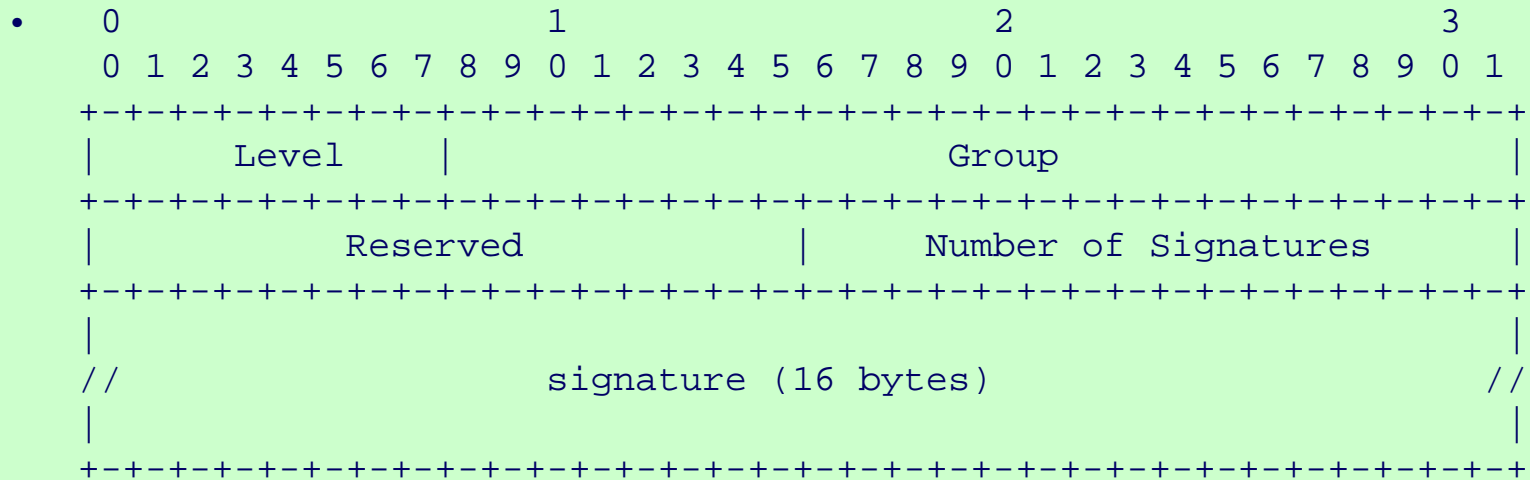 •    0                   1                   2                   3
      0 1 2 3 4 5 6 7 8 9 0 1 2 3 4 5 6 7 8 9 0 1 2 3 4 5 6 7 8 9 0 1
     +-+-+-+-+-+-+-+-+-+-+-+-+-+-+-+-+-+-+-+-+-+-+-+-+-+-+-+-+-+-+-+-+
     |      Level    |                      Group                    |
     +-+-+-+-+-+-+-+-+-+-+-+-+-+-+-+-+-+-+-+-+-+-+-+-+-+-+-+-+-+-+-+-+
     |           Reserved            |     Number of Signatures      |
     +-+-+-+-+-+-+-+-+-+-+-+-+-+-+-+-+-+-+-+-+-+-+-+-+-+-+-+-+-+-+-+-+
     |                                                               |
     //                   signature (16 bytes)                      //
     |                                                               |
     +-+-+-+-+-+-+-+-+-+-+-+-+-+-+-+-+-+-+-+-+-+-+-+-+-+-+-+-+-+-+-+-+